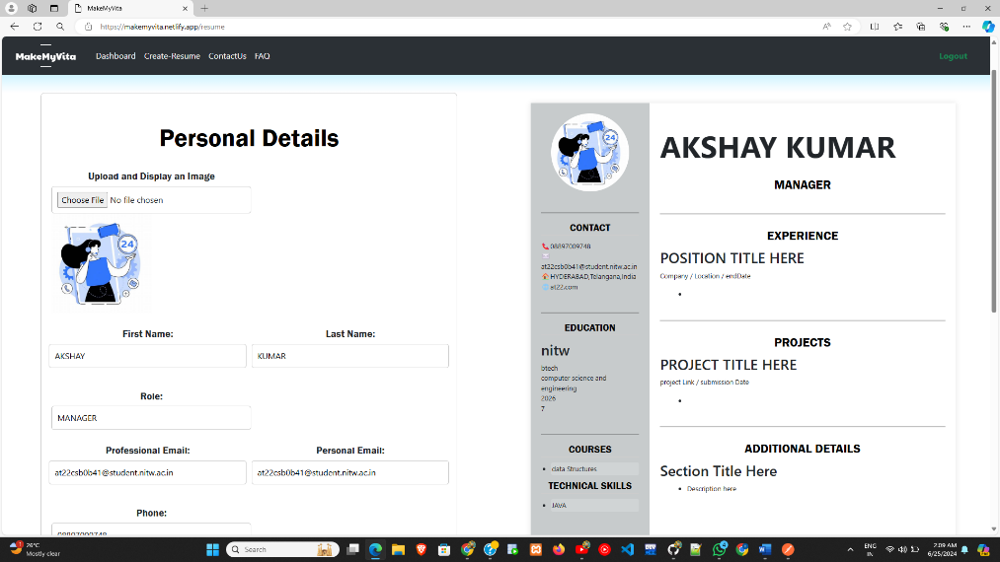 MakeMyVita
https://makemyvita.netlify.app/resume
MakeMyVita
Dashboard
Create-Resume
ContactUs
FAQ
Logout
Personal Details
Upload and Display an Image
Choose File No file chosen
24
First Name:
Last Name:
AKSHAY
KUMAR
Role:
MANAGER
Professional Email:
Personal Email:
at22csb0b41@student.nitw.ac.in
at22csb0b41@student.nitw.ac.in
Phone:
08897009748
24
CONTACT
08897009748
at22csb0b41@student.nitw.ac.in
HYDERABAD,Telangana,India
at22.com
EDUCATION
nitw
btech
computer science and
engineering
2026
7
COURSES
data Structures
TECHNICAL SKILLS
JAVA
AKSHAY KUMAR
MANAGER
EXPERIENCE
POSITION TITLE HERE
Company / Location / endDate
PROJECTS
PROJECT TITLE HERE
project Link / submission Date
ADDITIONAL DETAILS
Section Title Here
Description here
1
26°C
Mostly clear
Search
4
ENG
IN
2:09 AM
6/25/2024